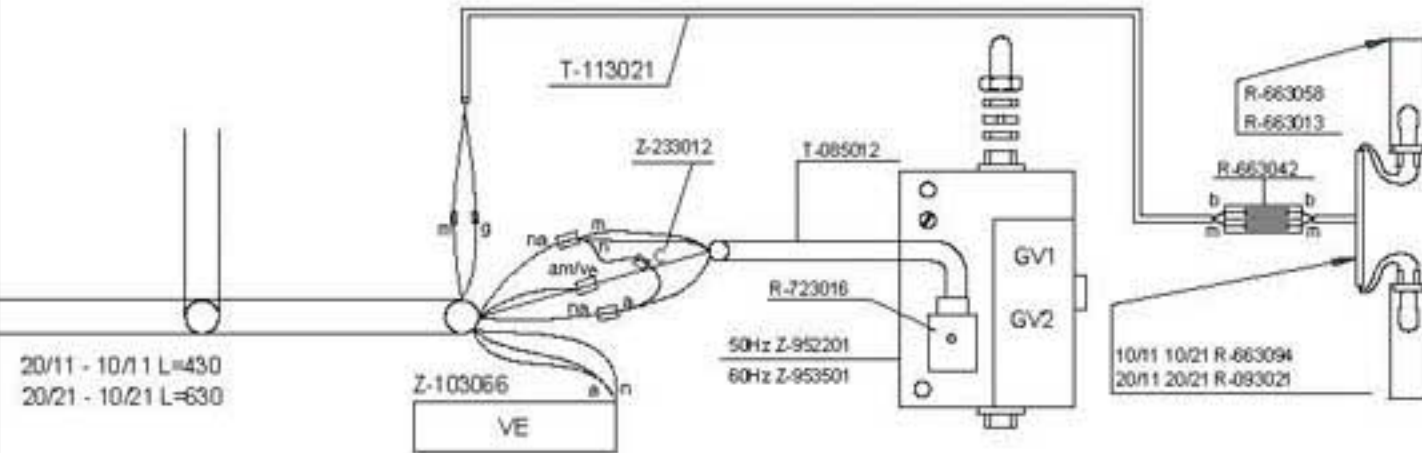 T-113021
R-663058
R-663013
Z-233012
T-085012
R-663042
b
b
m
m
m
g
na
m
n
am/ve
na
a
GV1
GV2
R-723016
50Hz Z-952201
60Hz Z-953501
20/11 - 10/11 L=430
20/21 - 10/21 L=630
Z-103066
a
n
VE
10/11 10/21 R-663094
20/11 20/21 R-093021